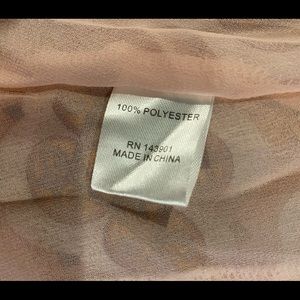 100% POLYESTER
RN 143901
MADE IN CHINA